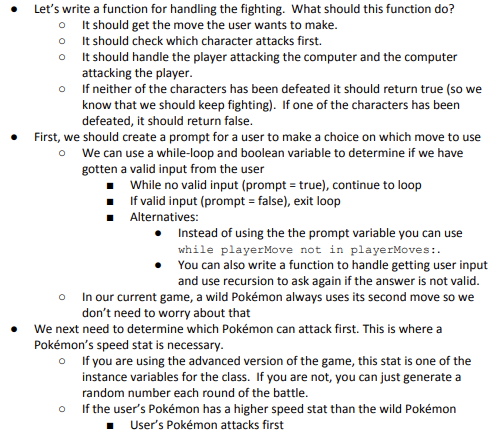 ● Let's write a function for handling the fighting.  What should this function do?
○ It should get the move the user wants to make.
○ It should check which character attacks first.
○ It should handle the player attacking the computer and the computer
attacking the player.
○ If neither of the characters has been defeated it should return true (so we
know that we should keep fighting).  If one of the characters has been
defeated, it should return false.
● First, we should create a prompt for a user to make a choice on which move to use
○ We can use a while-loop and boolean variable to determine if we have
gotten a valid input from the user
■ While no valid input (prompt = true), continue to loop
■ If valid input (prompt = false), exit loop
■ Alternatives:
● Instead of using the the prompt variable you can use
while playerMove not in playerMoves:.
● You can also write a function to handle getting user input
and use recursion to ask again if the answer is not valid.
○ In our current game, a wild Pokémon always uses its second move so we
don't need to worry about that
● We next need to determine which Pokémon can attack first. This is where a
Pokémon's speed stat is necessary.
○ If you are using the advanced version of the game, this stat is one of the
instance variables for the class.  If you are not, you can just generate a
random number each round of the battle.
○ If the user's Pokémon has a higher speed stat than the wild Pokémon
■ User's Pokémon attacks first